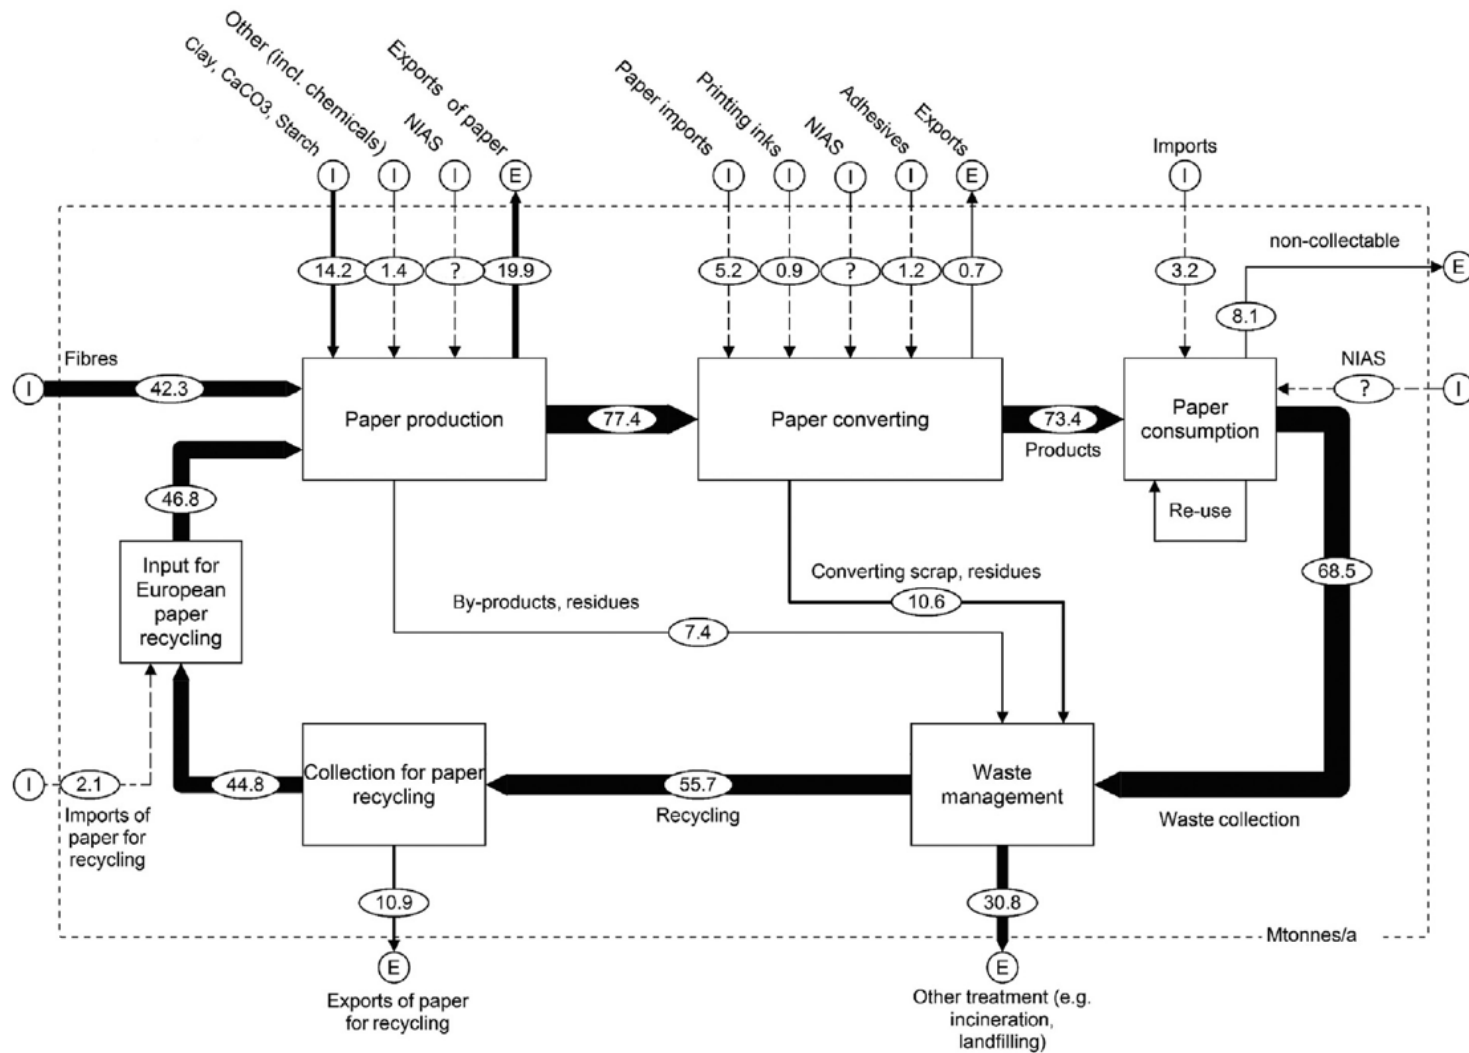 Clay, CaCO3, Starch
Other (incl. chemicals)
NIAS
Exports of paper
Paper imports
Printing inks
NIAS
Adhesives
Exports
Imports
I
I
I
E
I
I
I
I
E
I
non-collectable
E
14.2
1.4
?
19.9
5.2
0.9
?
1.2
0.7
3.2
8.1
Fibres
I
42.3
NIAS
?
I
Paper production
77.4
Paper converting
73.4
Products
Paper
consumption
Re-use
46.8
Input for
European
paper
recycling
Converting scrap, residues
10.6
By-products, residues
7.4
68.5
I
2.1
Imports of
paper for
recycling
44.8
Collection for paper
recycling
55.7
Recycling
Waste
management
Waste collection
10.9
30.8
Mtonnes/a
E
Exports of paper
for recycling
E
Other treatment (e.g.
incineration,
landfilling)